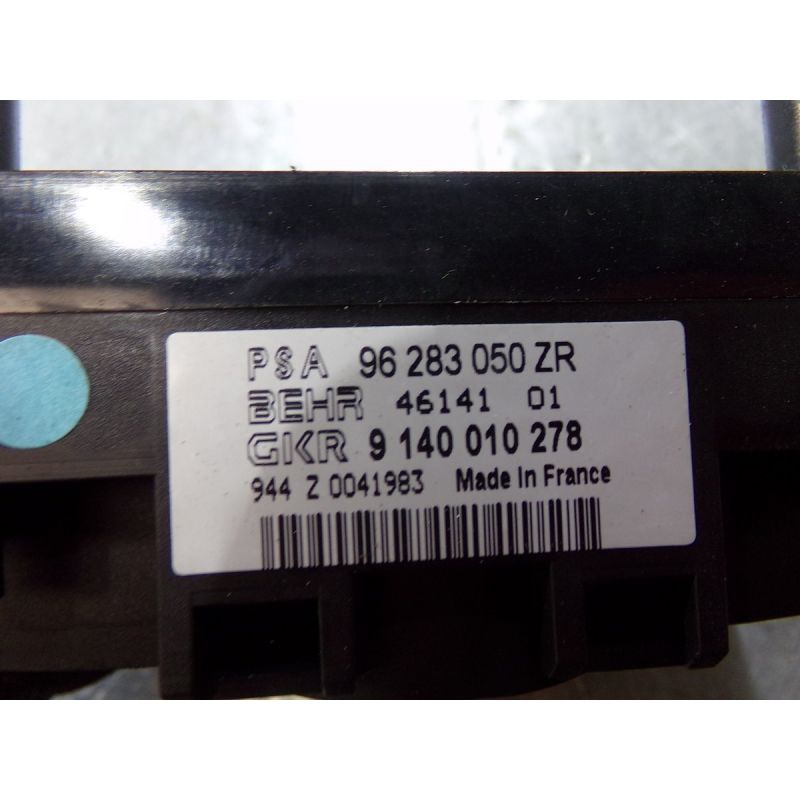 PSA 96 283 050 ZR
BEHR 46141 01
GKR 9 140 010 278
944 Z 0041983 Made In France